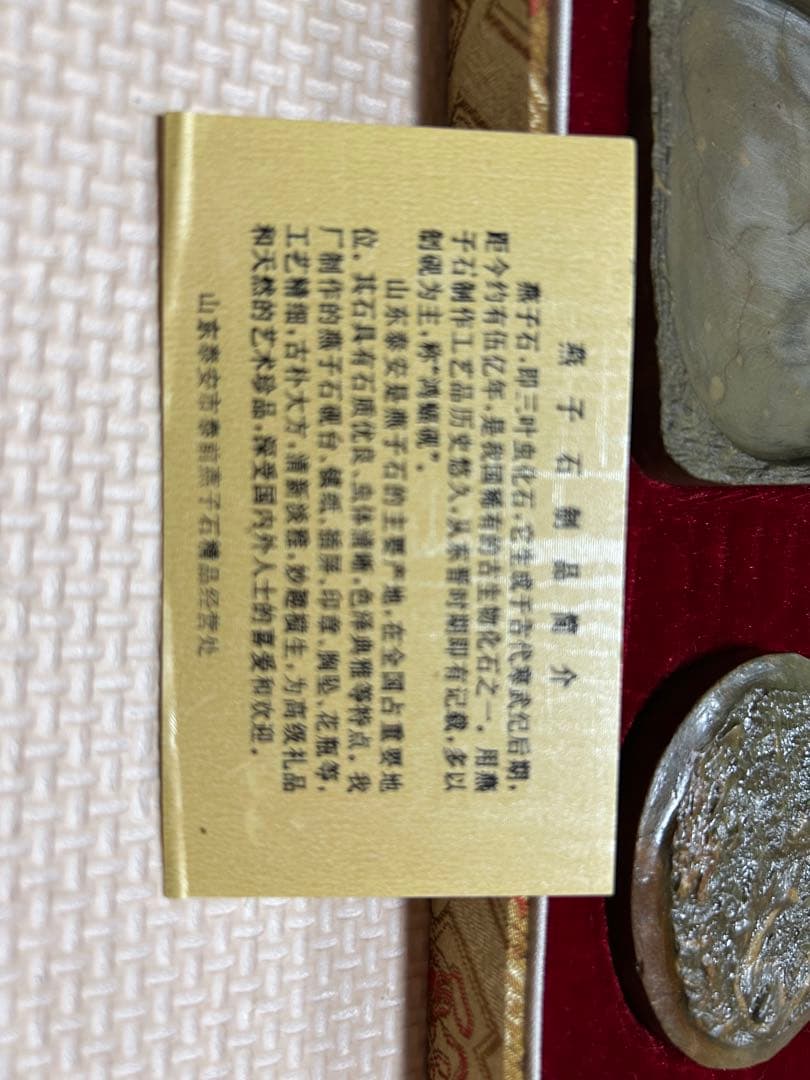 燕子石制品简介
燕子石,即三叶虫化石,它生成于古代寒武纪后期,
距今约有伍亿年,是我国稀有的古生物化石之一。用燕
子石制作工艺品历史悠久,从东晋时期即有记载,多以
制砚为主,称“鸿蝠砚”。
山东泰安是燕子石的主要产地,在全国占重要地
位。其石具有石质优良、虫体清晰、色泽典雅等特点。我
厂制作的燕子石砚台、镇纸、插屏、印章、胸坠、花瓶等,
工艺精细,古朴大方,清新淡雅,妙趣横生,为高级礼品
和天然的艺术珍品,深受国内外人士的喜爱和欢迎。
山东泰安市泰前燕子石精品经营处